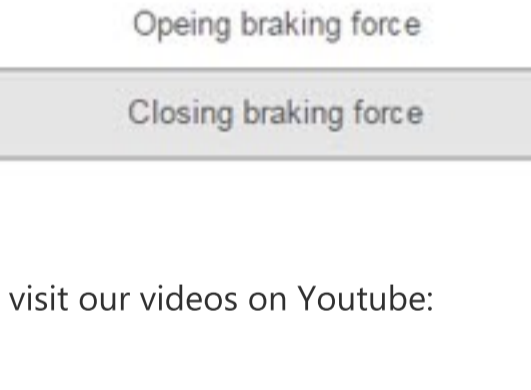 Opeing braking force
Closing braking force
visit our videos on Youtube: